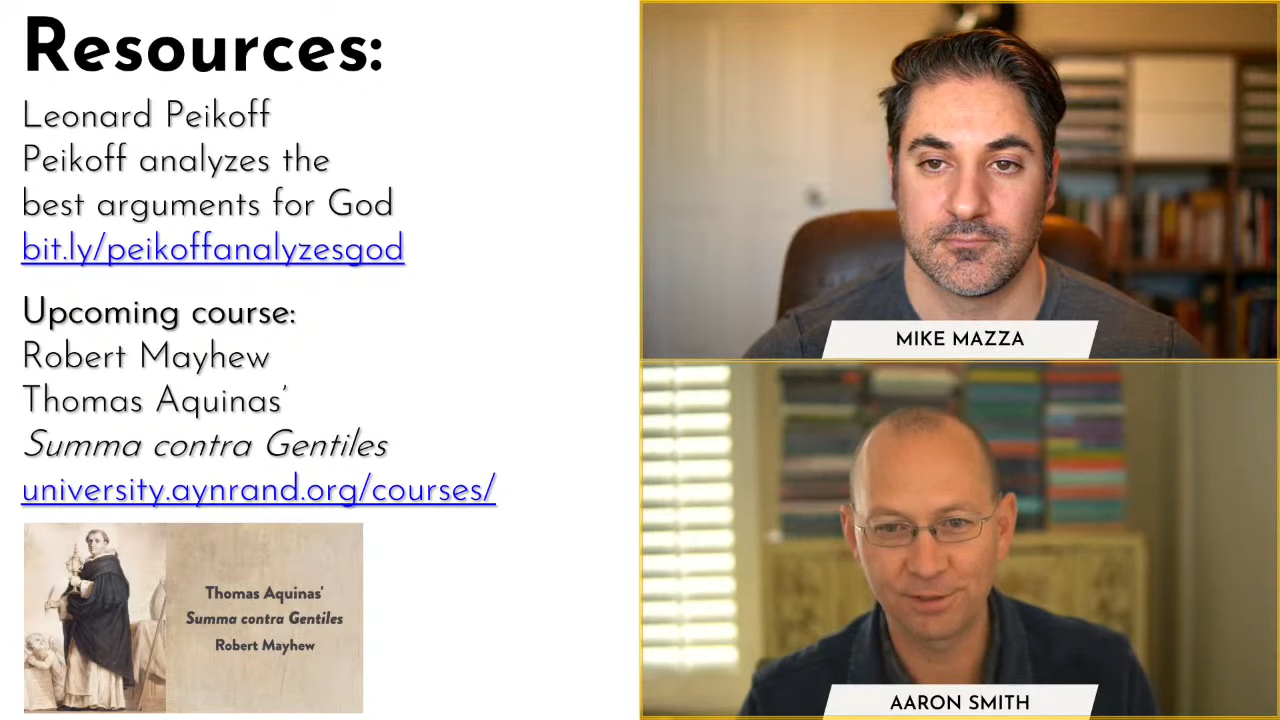 Resources:
Leonard Peikoff
Peikoff analyzes the
best arguments for God
bit.ly/peikoffanalyzesgod
Upcoming course:
Robert Mayhew
Thomas Aquinas’
Summa contra Gentiles
university.aynrand.org/courses/
Thomas Aquinas'
Summa contra Gentiles
Robert Mayhew
MIKE MAZZA
AARON SMITH